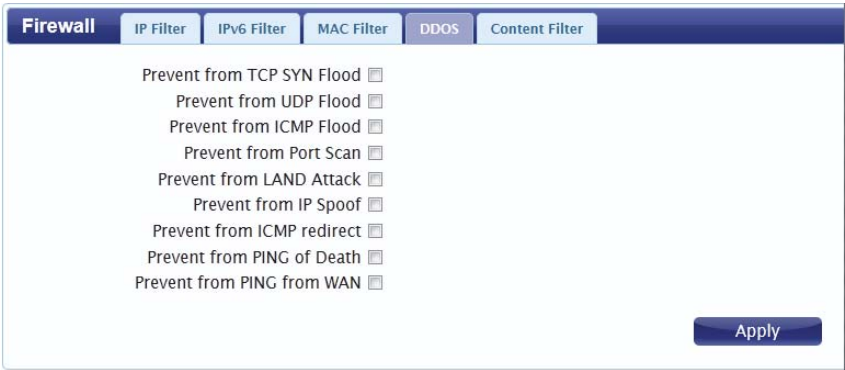 Firewall IP Filter IPv6 Filter MAC Filter DDOS Content Filter
Prevent from TCP SYN Flood
Prevent from UDP Flood
Prevent from ICMP Flood
Prevent from Port Scan
Prevent from LAND Attack
Prevent from IP Spoof
Prevent from ICMP redirect
Prevent from PING of Death
Prevent from PING from WAN
Apply